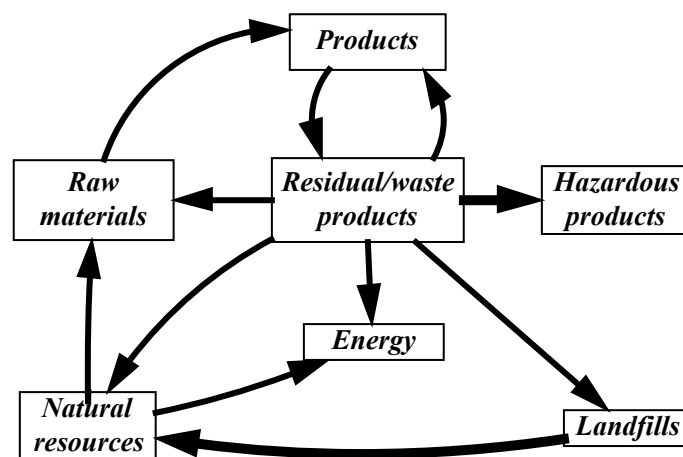 Products
Raw
materials
Residual/waste
products
Hazardous
products
Energy
Natural
resources
Landfills